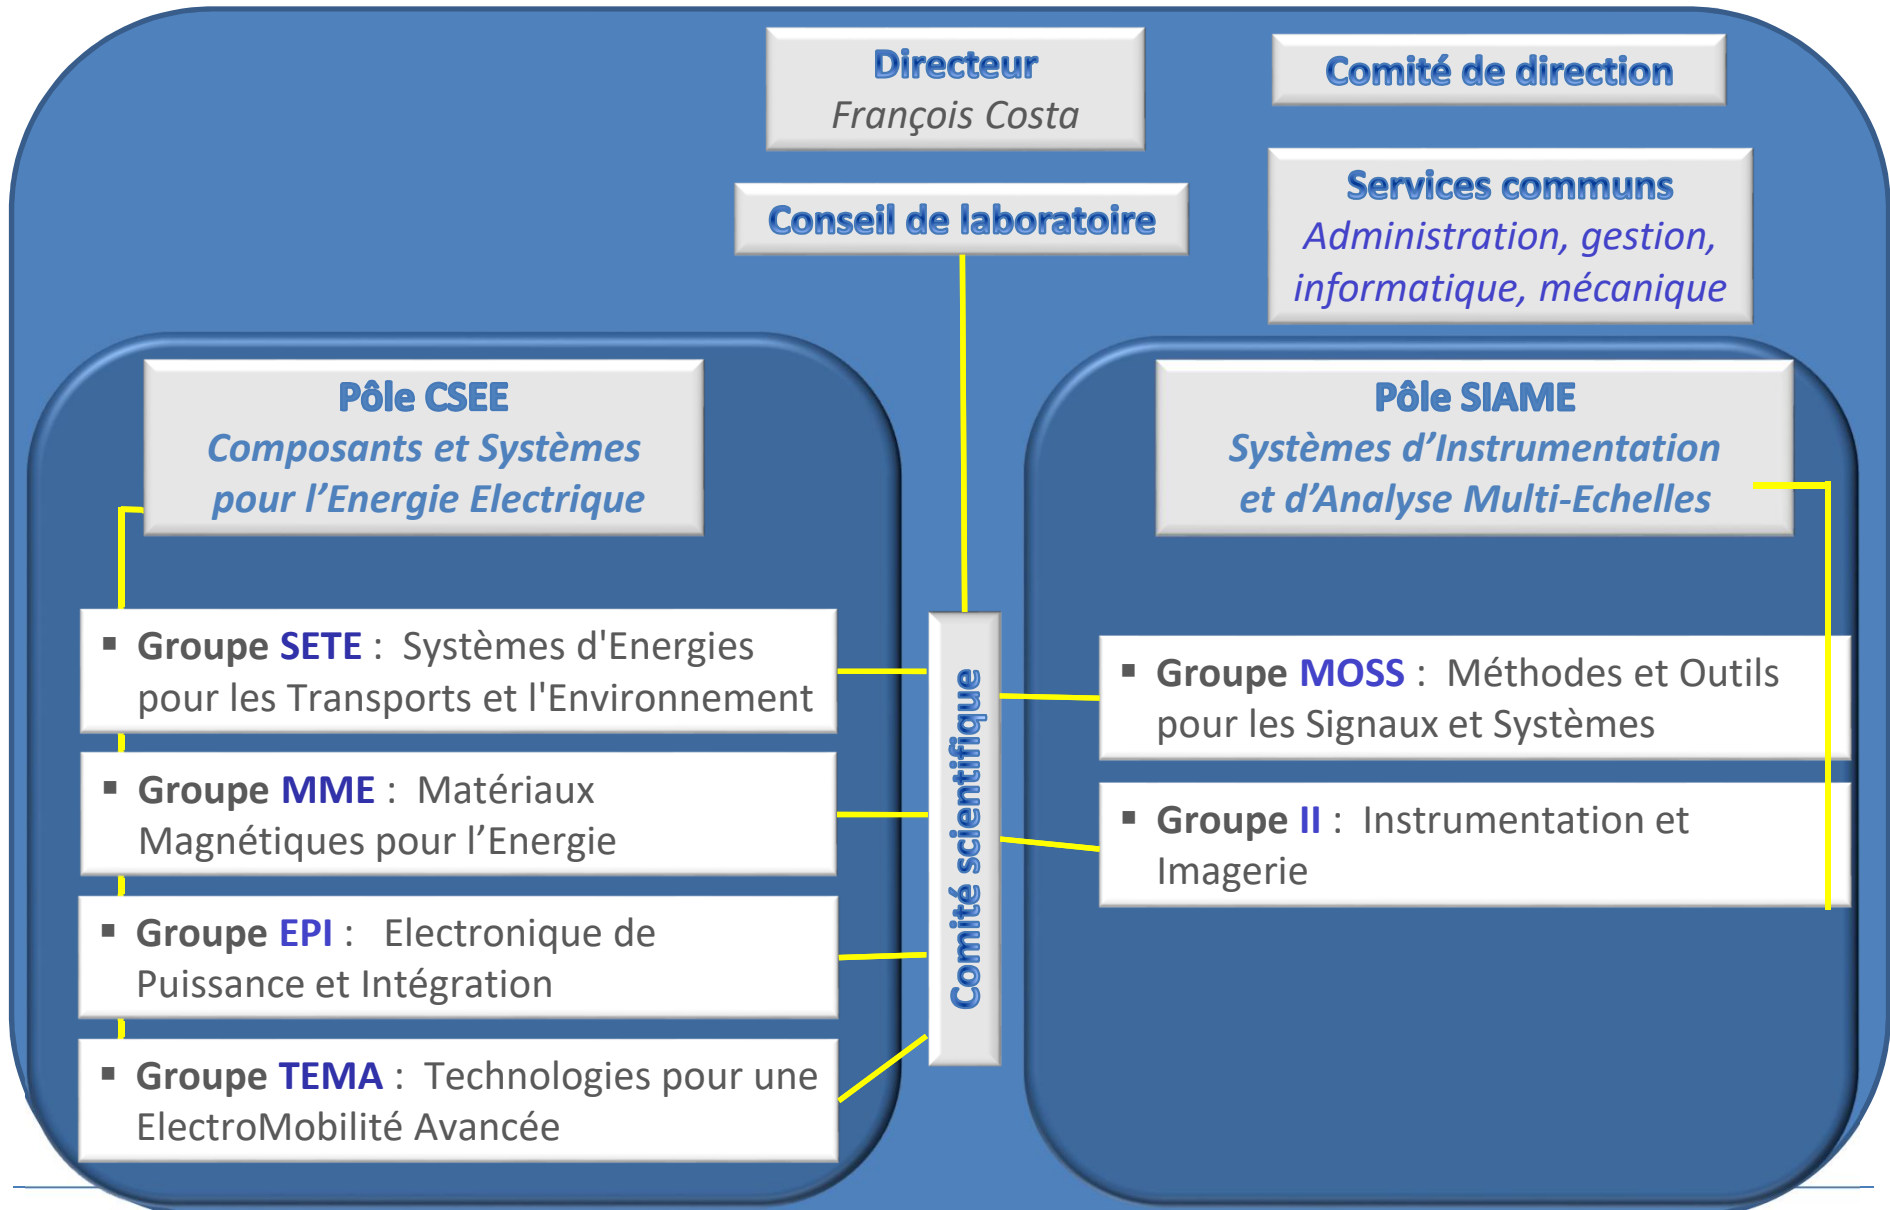 Directeur
François Costa
Comité de direction
Conseil de laboratoire
Services communs
Administration, gestion,
informatique, mécanique
Pôle CSEE
Composants et Systèmes
pour l’Energie Electrique
▪ Groupe SETE : Systèmes d'Energies
pour les Transports et l'Environnement
▪ Groupe MME : Matériaux
Magnétiques pour l’Energie
▪ Groupe EPI : Electronique de
Puissance et Intégration
▪ Groupe TEMA : Technologies pour une
ElectroMobilité Avancée
Comité scientifique
Pôle SIAME
Systèmes d’Instrumentation
et d’Analyse Multi-Echelles
▪ Groupe MOSS : Méthodes et Outils
pour les Signaux et Systèmes
▪ Groupe II : Instrumentation et
Imagerie